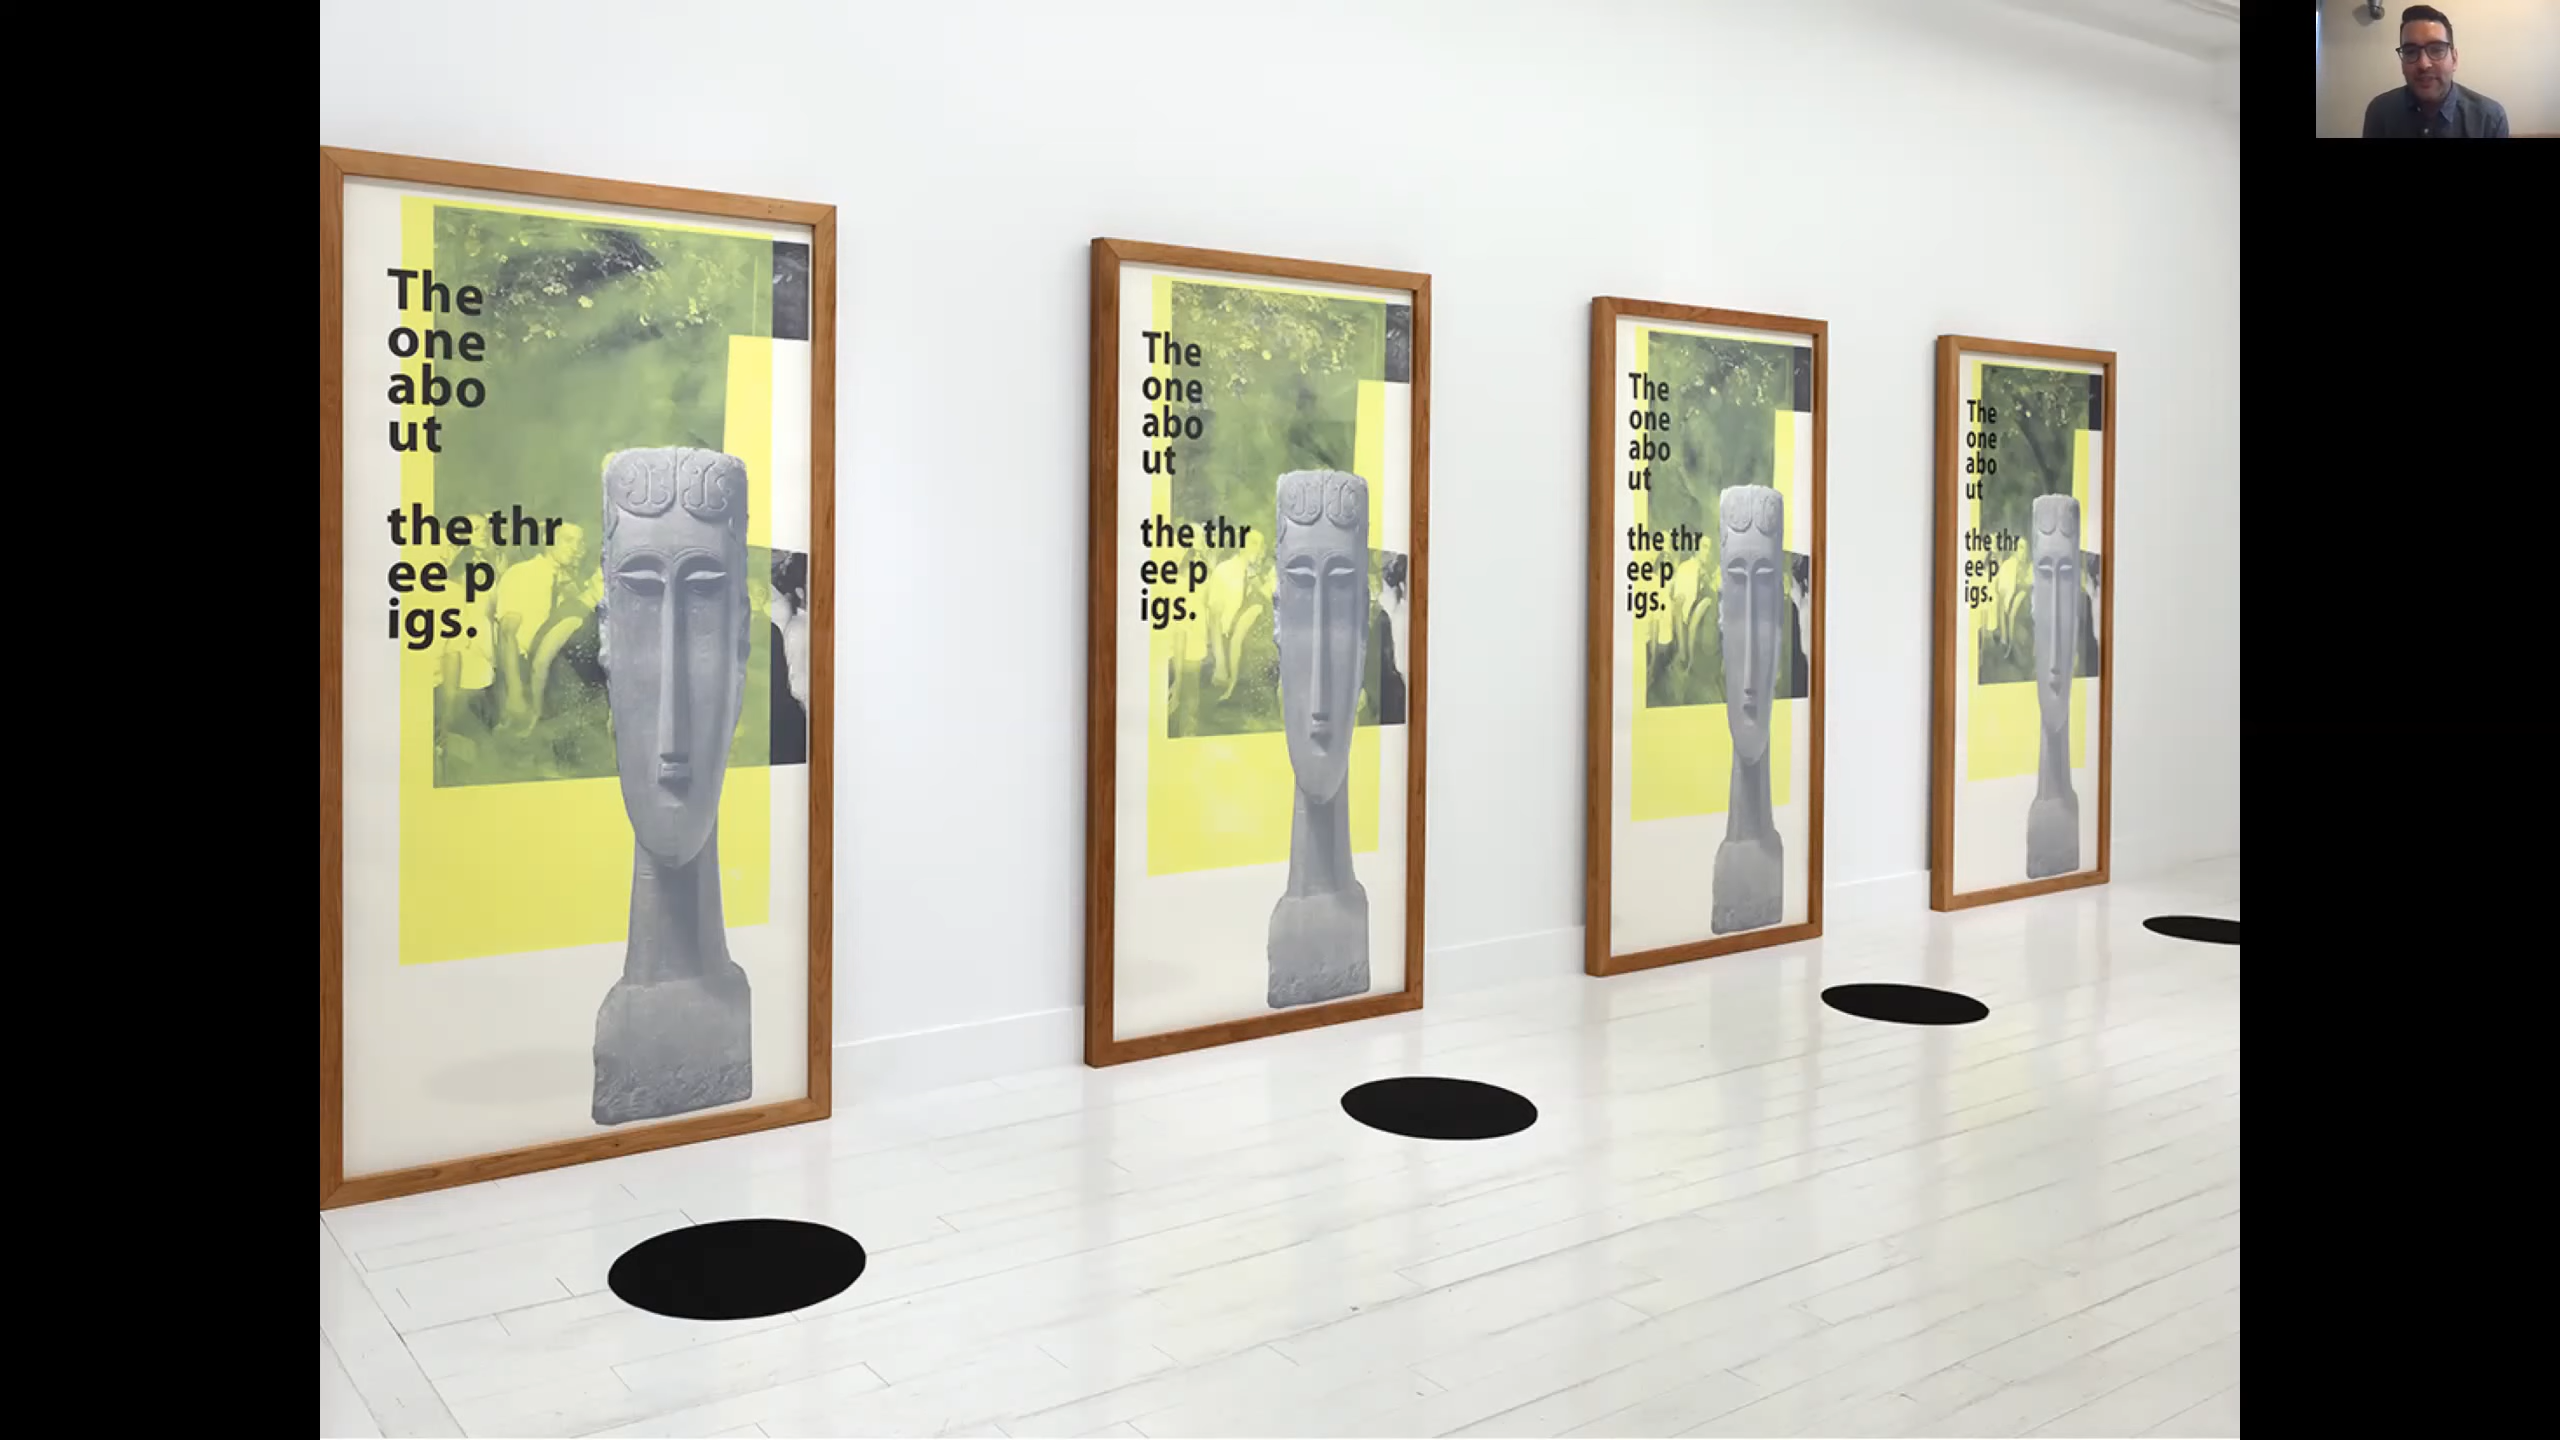 The
one
abo
ut
the thr
ee p
igs.
The
one
abo
ut
the thr
ee p
igs.
The
one
abo
ut
the thr
ee p
igs.
The
one
abo
ut
the thr
ee p
igs.